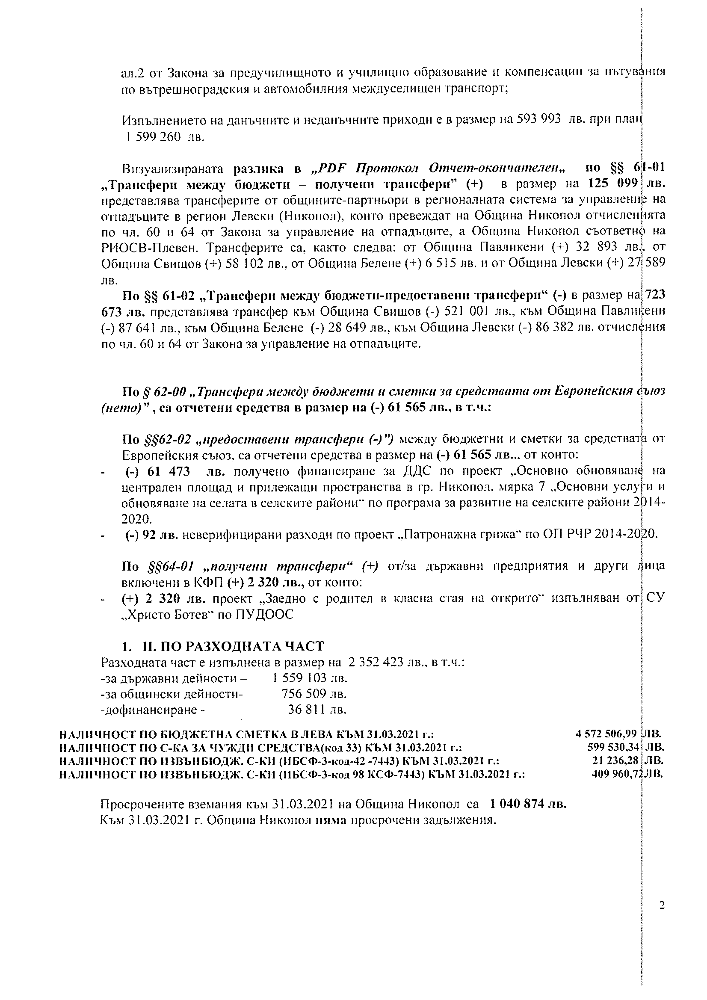 ал.2 от Закона за предучилищното и училищно образование и компенсации за пътувания
по вътрешноградския и автомобилния междуселищен транспорт;
Изпълнението на данъчните и неданъчните приходи е в размер на 593 993 лв. при план
1 599 260 лв.
Визуализираната разлика в „PDF Протокол Отчет-окончателен„ по §§ 61-01
„Трансфери между бюджети – получени трансфери” (+) в размер на 125 099 лв.
представлява трансферите от общините-партньори в регионалната система за управление на
отпадъците в регион Левски (Никопол), които превеждат на Община Никопол отчисленията
по чл. 60 и 64 от Закона за управление на отпадъците, а Община Никопол съответно на
РИОСВ-Плевен. Трансферите са, както следва: от Община Павликени (+) 32 893 лв., от
Община Свищов (+) 58 102 лв., от Община Белене (+) 6 515 лв. и от Община Левски (+) 27 589
лв.
По §§ 61-02 „Трансфери между бюджети-предоставени трансфери“ (-) в размер на 723
673 лв. представлява трансфер към Община Свищов (-) 521 001 лв., към Община Павликени
(-) 87 641 лв., към Община Белене (-) 28 649 лв., към Община Левски (-) 86 382 лв. отчисления
по чл. 60 и 64 от Закона за управление на отпадъците.
По § 62-00 „Трансфери между бюджети и сметки за средствата от Европейския съюз
(нето)”, са отчетени средства в размер на (-) 61 565 лв., в т.ч.:
По §§62-02 „предоставени трансфери (-)”) между бюджетни и сметки за средствата от
Европейския съюз, са отчетени средства в размер на (-) 61 565 лв.., от които:
- (-) 61 473 лв. получено финансиране за ДДС по проект „Основно обновяване на
централен площад и прилежащи пространства в гр. Никопол, мярка 7 „Основни услуги и
обновяване на селата в селските райони“ по програма за развитие на селските райони 2014-
2020.
- (-) 92 лв. неверифицирани разходи по проект „Патронажна грижа“ по ОП РЧР 2014-2020.
По §§64-01 „получени трансфери“ (+) от/за държавни предприятия и други лица
включени в КФП (+) 2 320 лв., от които:
- (+) 2 320 лв. проект „Заедно с родител в класна стая на открито“ изпълняван от СУ
„Христо Ботев“ по ПУДООС
1. II. ПО РАЗХОДНАТА ЧАСТ
Разходната част е изпълнена в размер на 2 352 423 лв., в т.ч.:
-за държавни дейности – 1 559 103 лв.
-за общински дейности- 756 509 лв.
-дофинансиране - 36 811 лв.
НАЛИЧНОСТ ПО БЮДЖЕТНА СМЕТКА В ЛЕВА КЪМ 31.03.2021 г.: 4 572 506,99 ЛВ.
НАЛИЧНОСТ ПО С-КА ЗА ЧУЖДИ СРЕДСТВА(код 33) КЪМ 31.03.2021 г.: 599 530,34 ЛВ.
НАЛИЧНОСТ ПО ИЗВЪНБЮДЖ. С-КИ (ИБСФ-3-код-42 -7443) КЪМ 31.03.2021 г.: 21 236,28 ЛВ.
НАЛИЧНОСТ ПО ИЗВЪНБЮДЖ. С-КИ (ИБСФ-3-код 98 КСФ-7443) КЪМ 31.03.2021 г.: 409 960,72ЛВ.
Просрочените вземания към 31.03.2021 на Община Никопол са 1 040 874 лв.
Към 31.03.2021 г. Община Никопол няма просрочени задължения.
2